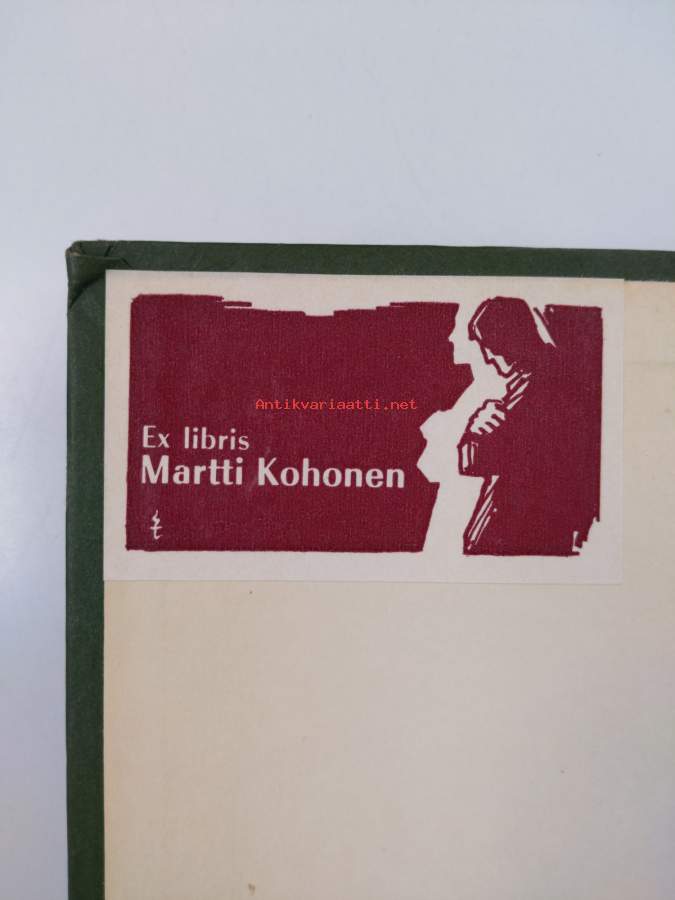 Antikvariaatti.net
Ex libris
Martti Kohonen